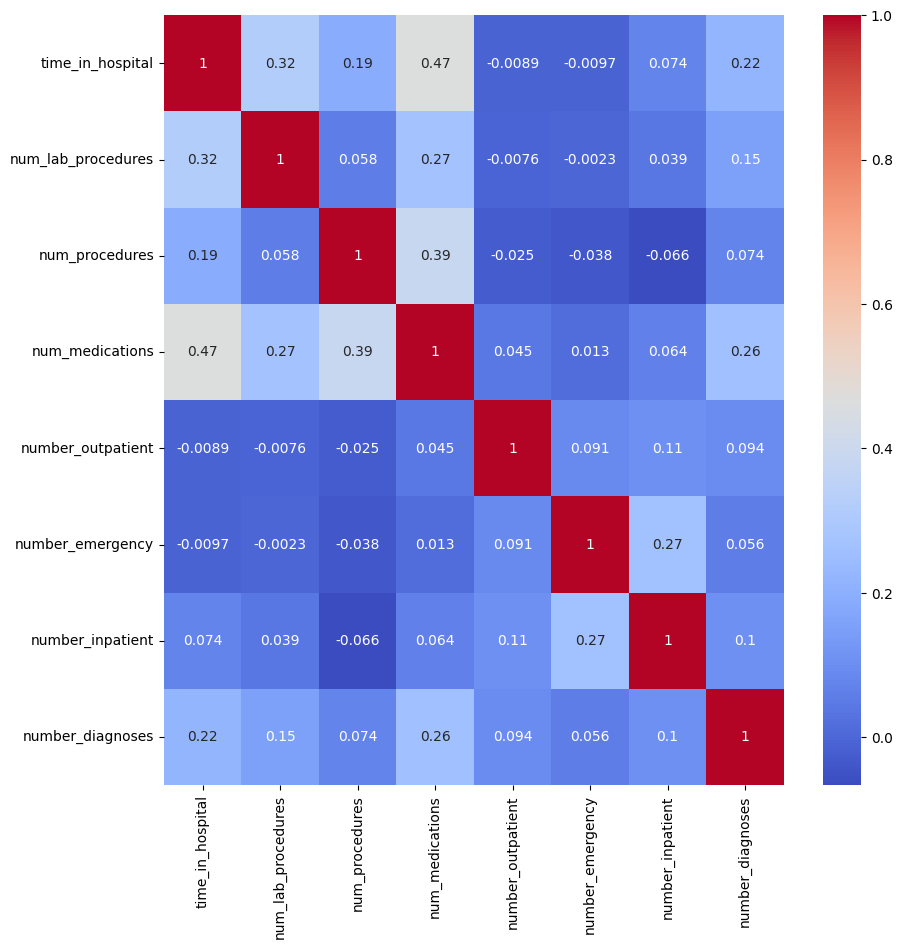 time_in_hospital 1 0.32 0.19 0.47 -0.0089 -0.0097 0.074 0.22
num_lab_procedures 0.32 1 0.058 0.27 -0.0076 -0.0023 0.039 0.15
num_procedures 0.19 0.058 1 0.39 -0.025 -0.038 -0.066 0.074
num_medications 0.47 0.27 0.39 1 0.045 0.013 0.064 0.26
number_outpatient -0.0089 -0.0076 -0.025 0.045 1 0.091 0.11 0.094
number_emergency -0.0097 -0.0023 -0.038 0.013 0.091 1 0.27 0.056
number_inpatient 0.074 0.039 -0.066 0.064 0.11 0.27 1 0.1
number_diagnoses 0.22 0.15 0.074 0.26 0.094 0.056 0.1 1
time_in_hospital
num_lab_procedures
num_procedures
num_medications
number_outpatient
number_emergency
number_inpatient
number_diagnoses
1.0
0.8
0.6
0.4
0.2
0.0